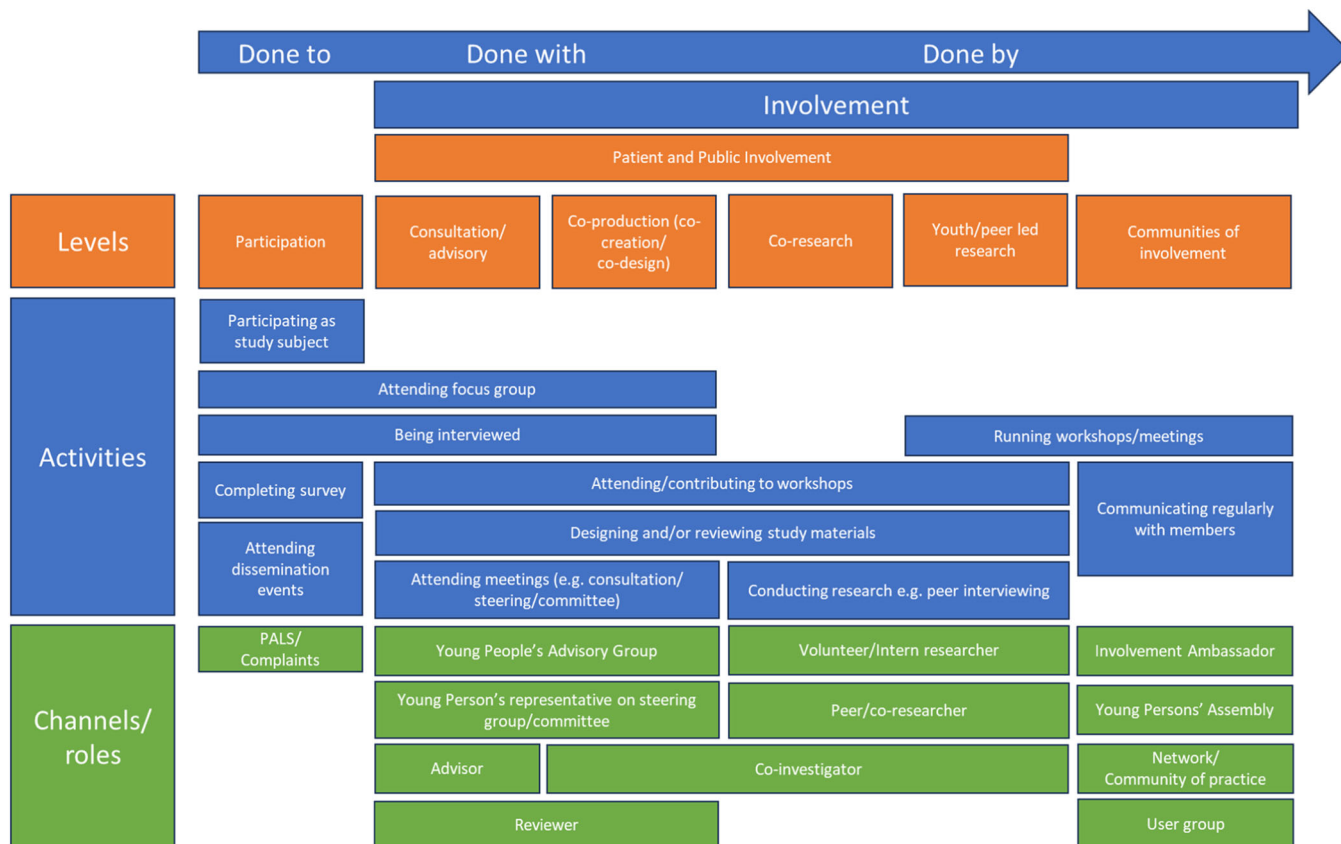 Done to
Done with
Done by
Involvement
Patient and Public Involvement
Levels
Participation
Consultation/
advisory
Co-production (co-
creation/
co-design)
Co-research
Youth/peer led
research
Communities of
involvement
Activities
Participating as
study subject
Attending focus group
Being interviewed
Running workshops/meetings
Completing survey
Attending/contributing to workshops
Communicating regularly
with members
Designing and/or reviewing study materials
Attending
dissemination
events
Attending meetings (e.g. consultation/
steering/committee)
Conducting research e.g. peer interviewing
Channels/
roles
PALS/
Complaints
Young People’s Advisory Group
Volunteer/Intern researcher
Involvement Ambassador
Young Person’s representative on steering
group/committee
Peer/co-researcher
Young Persons’ Assembly
Advisor
Co-investigator
Network/
Community of practice
Reviewer
User group